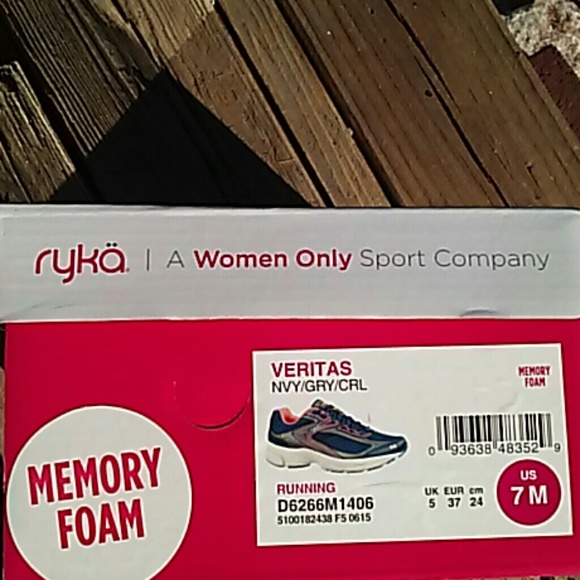 rykä | A Women Only Sport Company
VERITAS
NVY/GRY/CRL
MEMORY
FOAM
MEMORY
FOAM
0 93638 48352 9
RUNNING
D6266M1406
5100182438 F5 0615
UK EUR cm
5 37 24
US
7 M